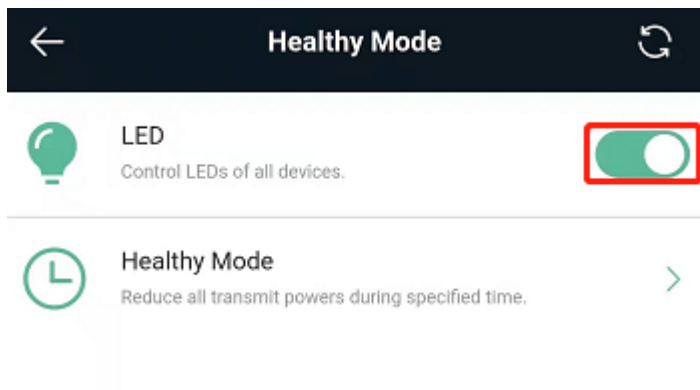 Healthy Mode
LED
Control LEDs of all devices.
Healthy Mode
Reduce all transmit powers during specified time.